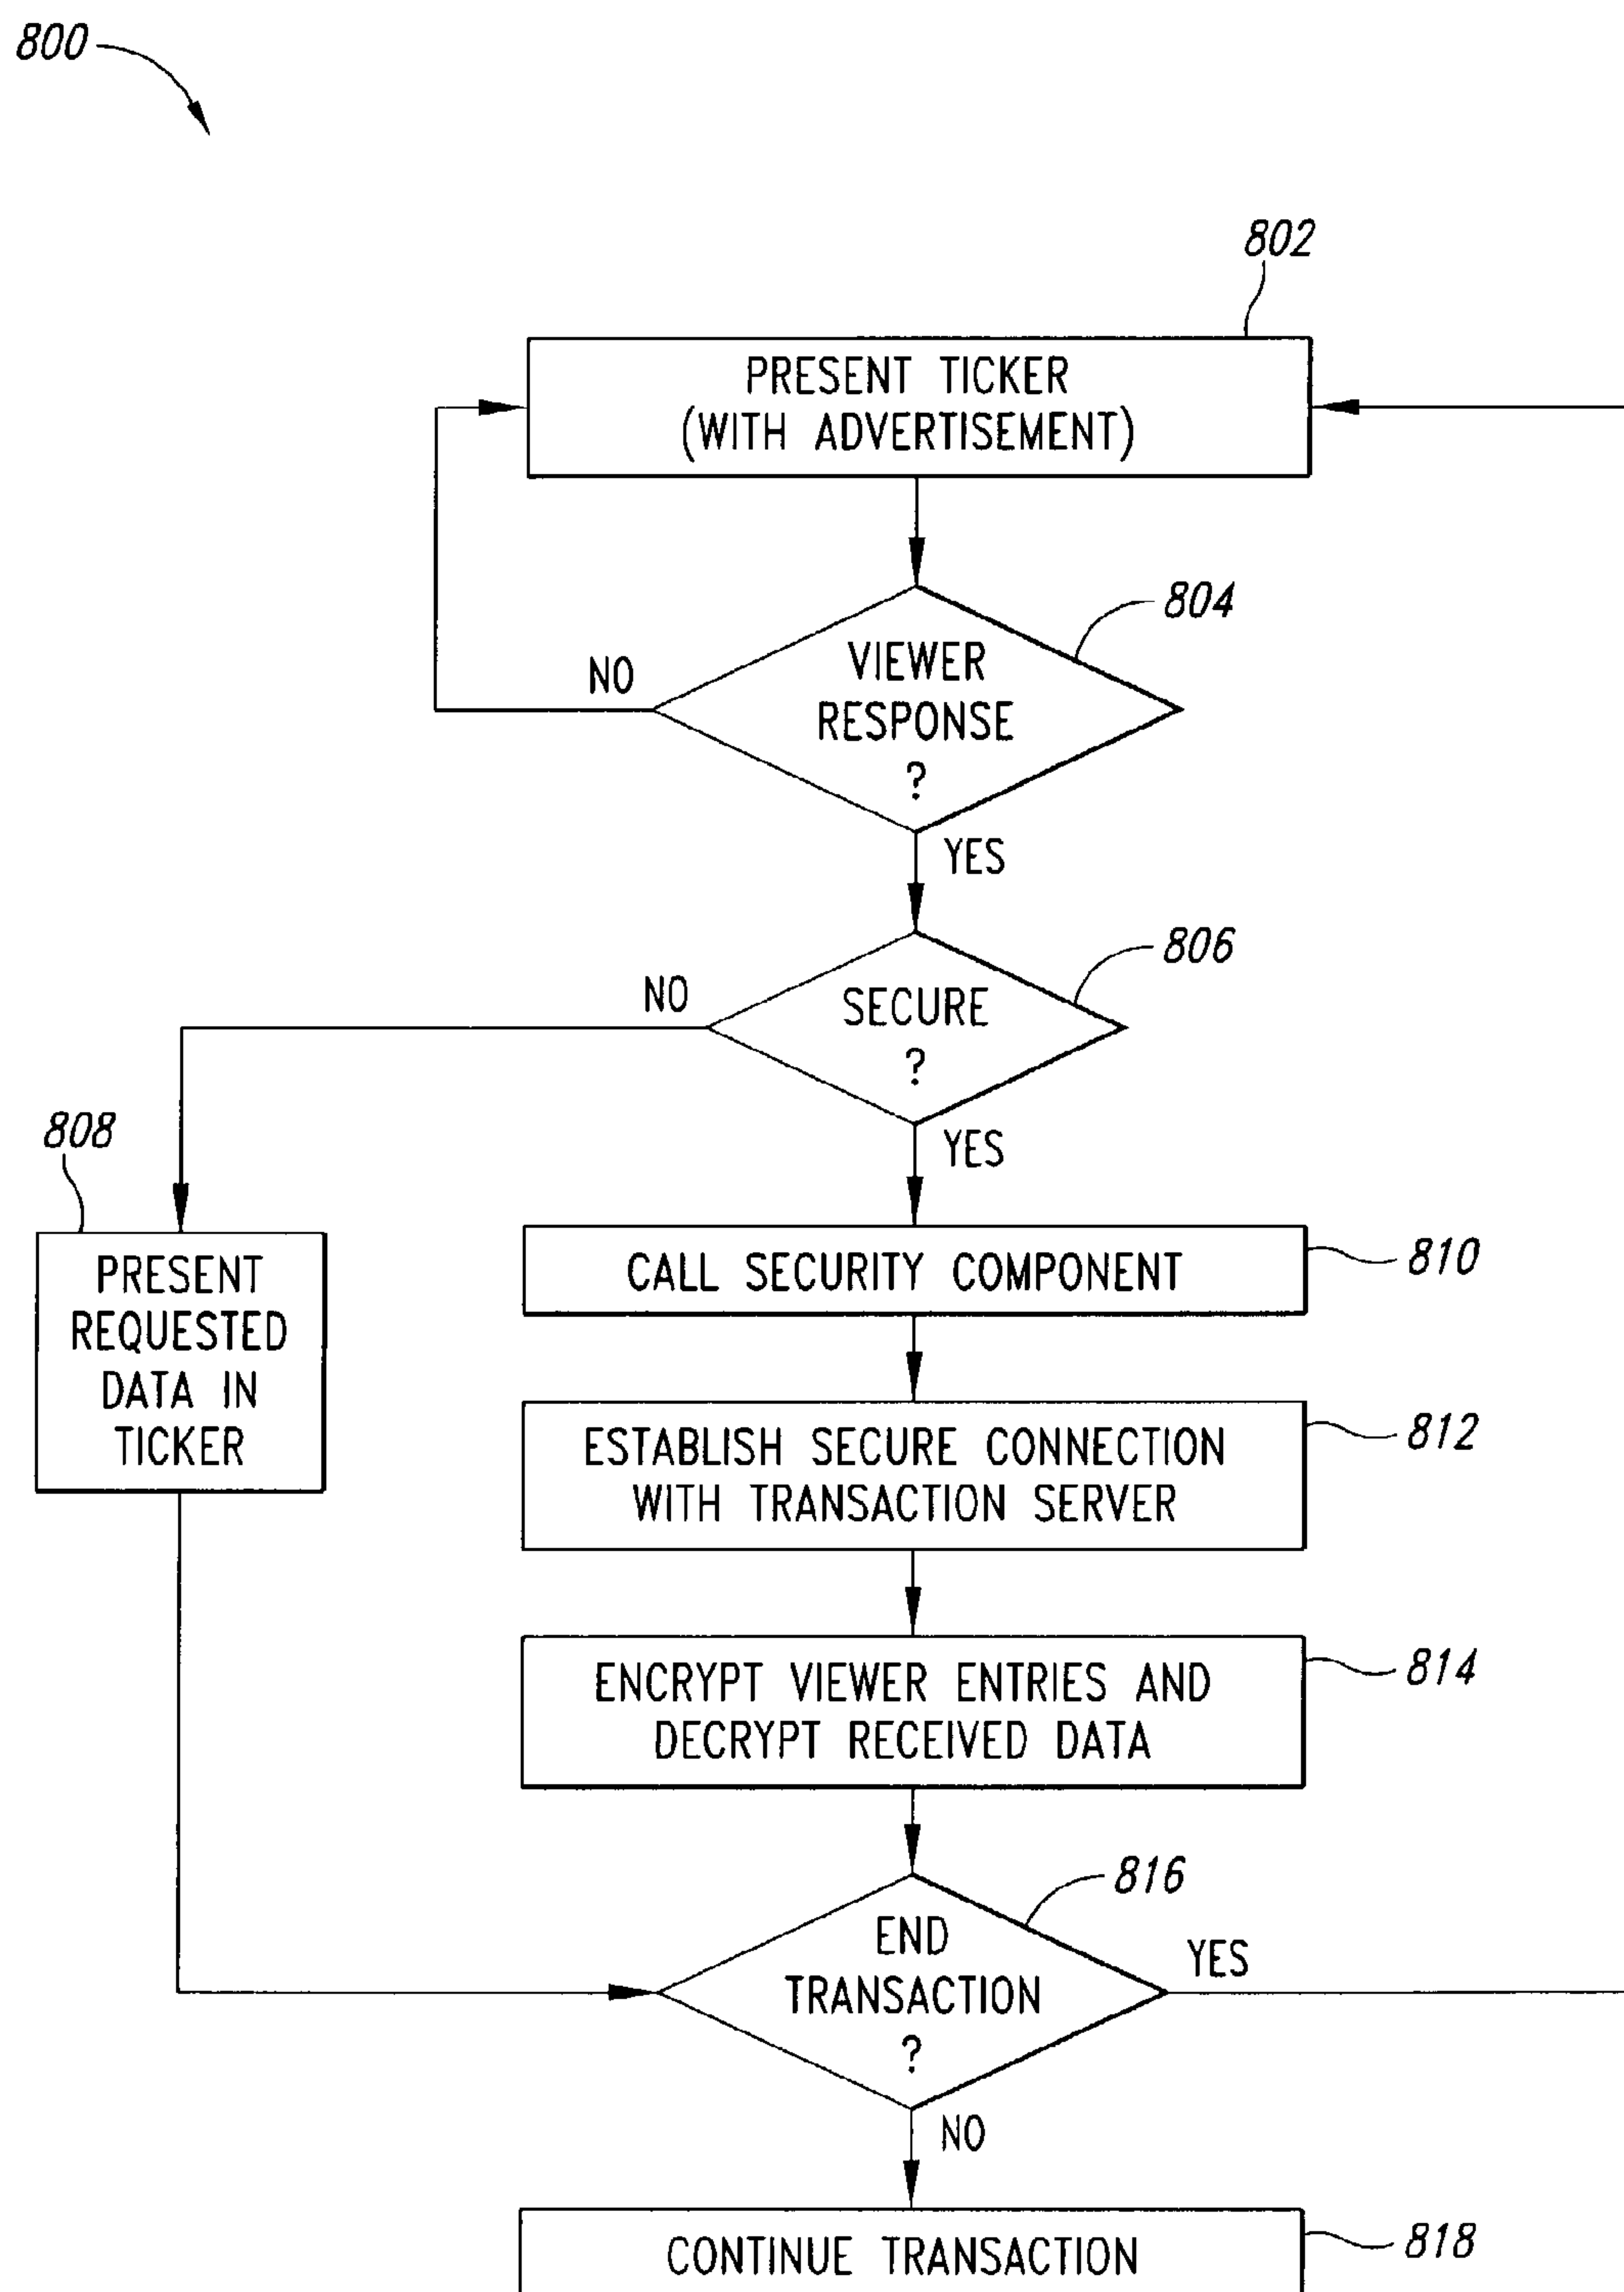 800
802
PRESENT TICKER
(WITH ADVERTISEMENT)
804
VIEWER
RESPONSE
?
NO
YES
806
SECURE
?
NO
YES
808
PRESENT
REQUESTED
DATA IN
TICKER
CALL SECURITY COMPONENT
810
ESTABLISH SECURE CONNECTION
WITH TRANSACTION SERVER
812
ENCRYPT VIEWER ENTRIES AND
DECRYPT RECEIVED DATA
814
816
END
TRANSACTION
?
YES
NO
CONTINUE TRANSACTION
818